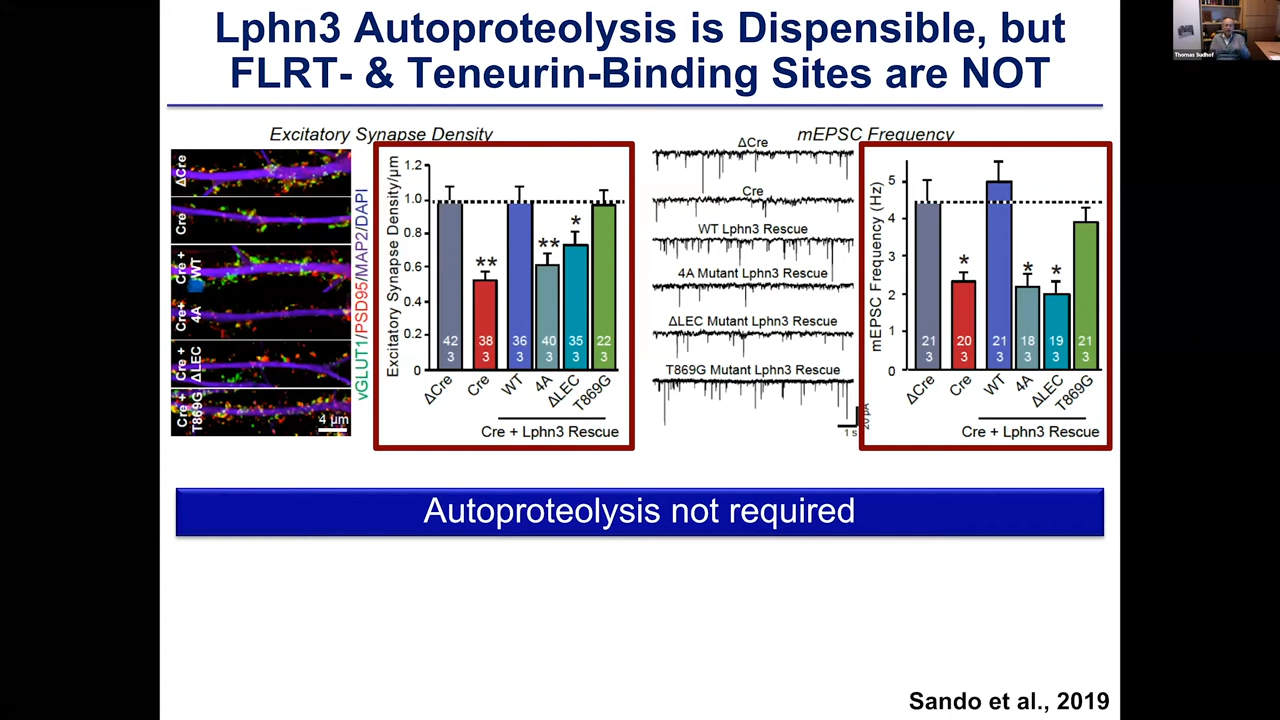 Lphn3 Autoproteolysis is Dispensible, but
FLRT- & Teneurin-Binding Sites are NOT
Thomas Sudhof
Excitatory Synapse Density
ΔCre
Cre
Cre +
WT
Cre+
4A
Cre +
ΔLEC
Cre +
T869G
4 μm
vGLUT1/PSD95/MAP2/DAPI
Excitatory Synapse Density/μm
1.2
1.0
0.8
0.6
0.4
0.2
0
**
**
*
42 38 36 40 35 22
3 3 3 3 3 3
ΔCre Cre WT 4A ΔLEC T869G
Cre + Lphn3 Rescue
mEPSC Frequency
ΔCre
Cre
WT Lphn3 Rescue
4A Mutant Lphn3 Rescue
ΔLEC Mutant Lphn3 Rescue
T869G Mutant Lphn3 Rescue
20 pA
1 s
mEPSC Frequency (Hz)
5
4
3
2
1
0
*
*
*
21 20 21 18 19 21
3 3 3 3 3 3
ΔCre Cre WT 4A ΔLEC T869G
Cre + Lphn3 Rescue
Autoproteolysis not required
Sando et al., 2019